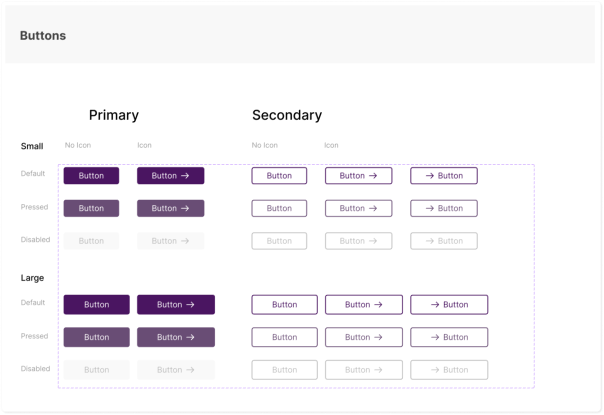 Buttons
Primary Secondary
Small No Icon Icon No Icon Icon
Default Button Button → Button Button → → Button
Pressed Button Button → Button Button → → Button
Disabled Button Button → Button Button → → Button
Large
Default Button Button → Button Button → → Button
Pressed Button Button → Button Button → → Button
Disabled Button Button → Button Button → → Button